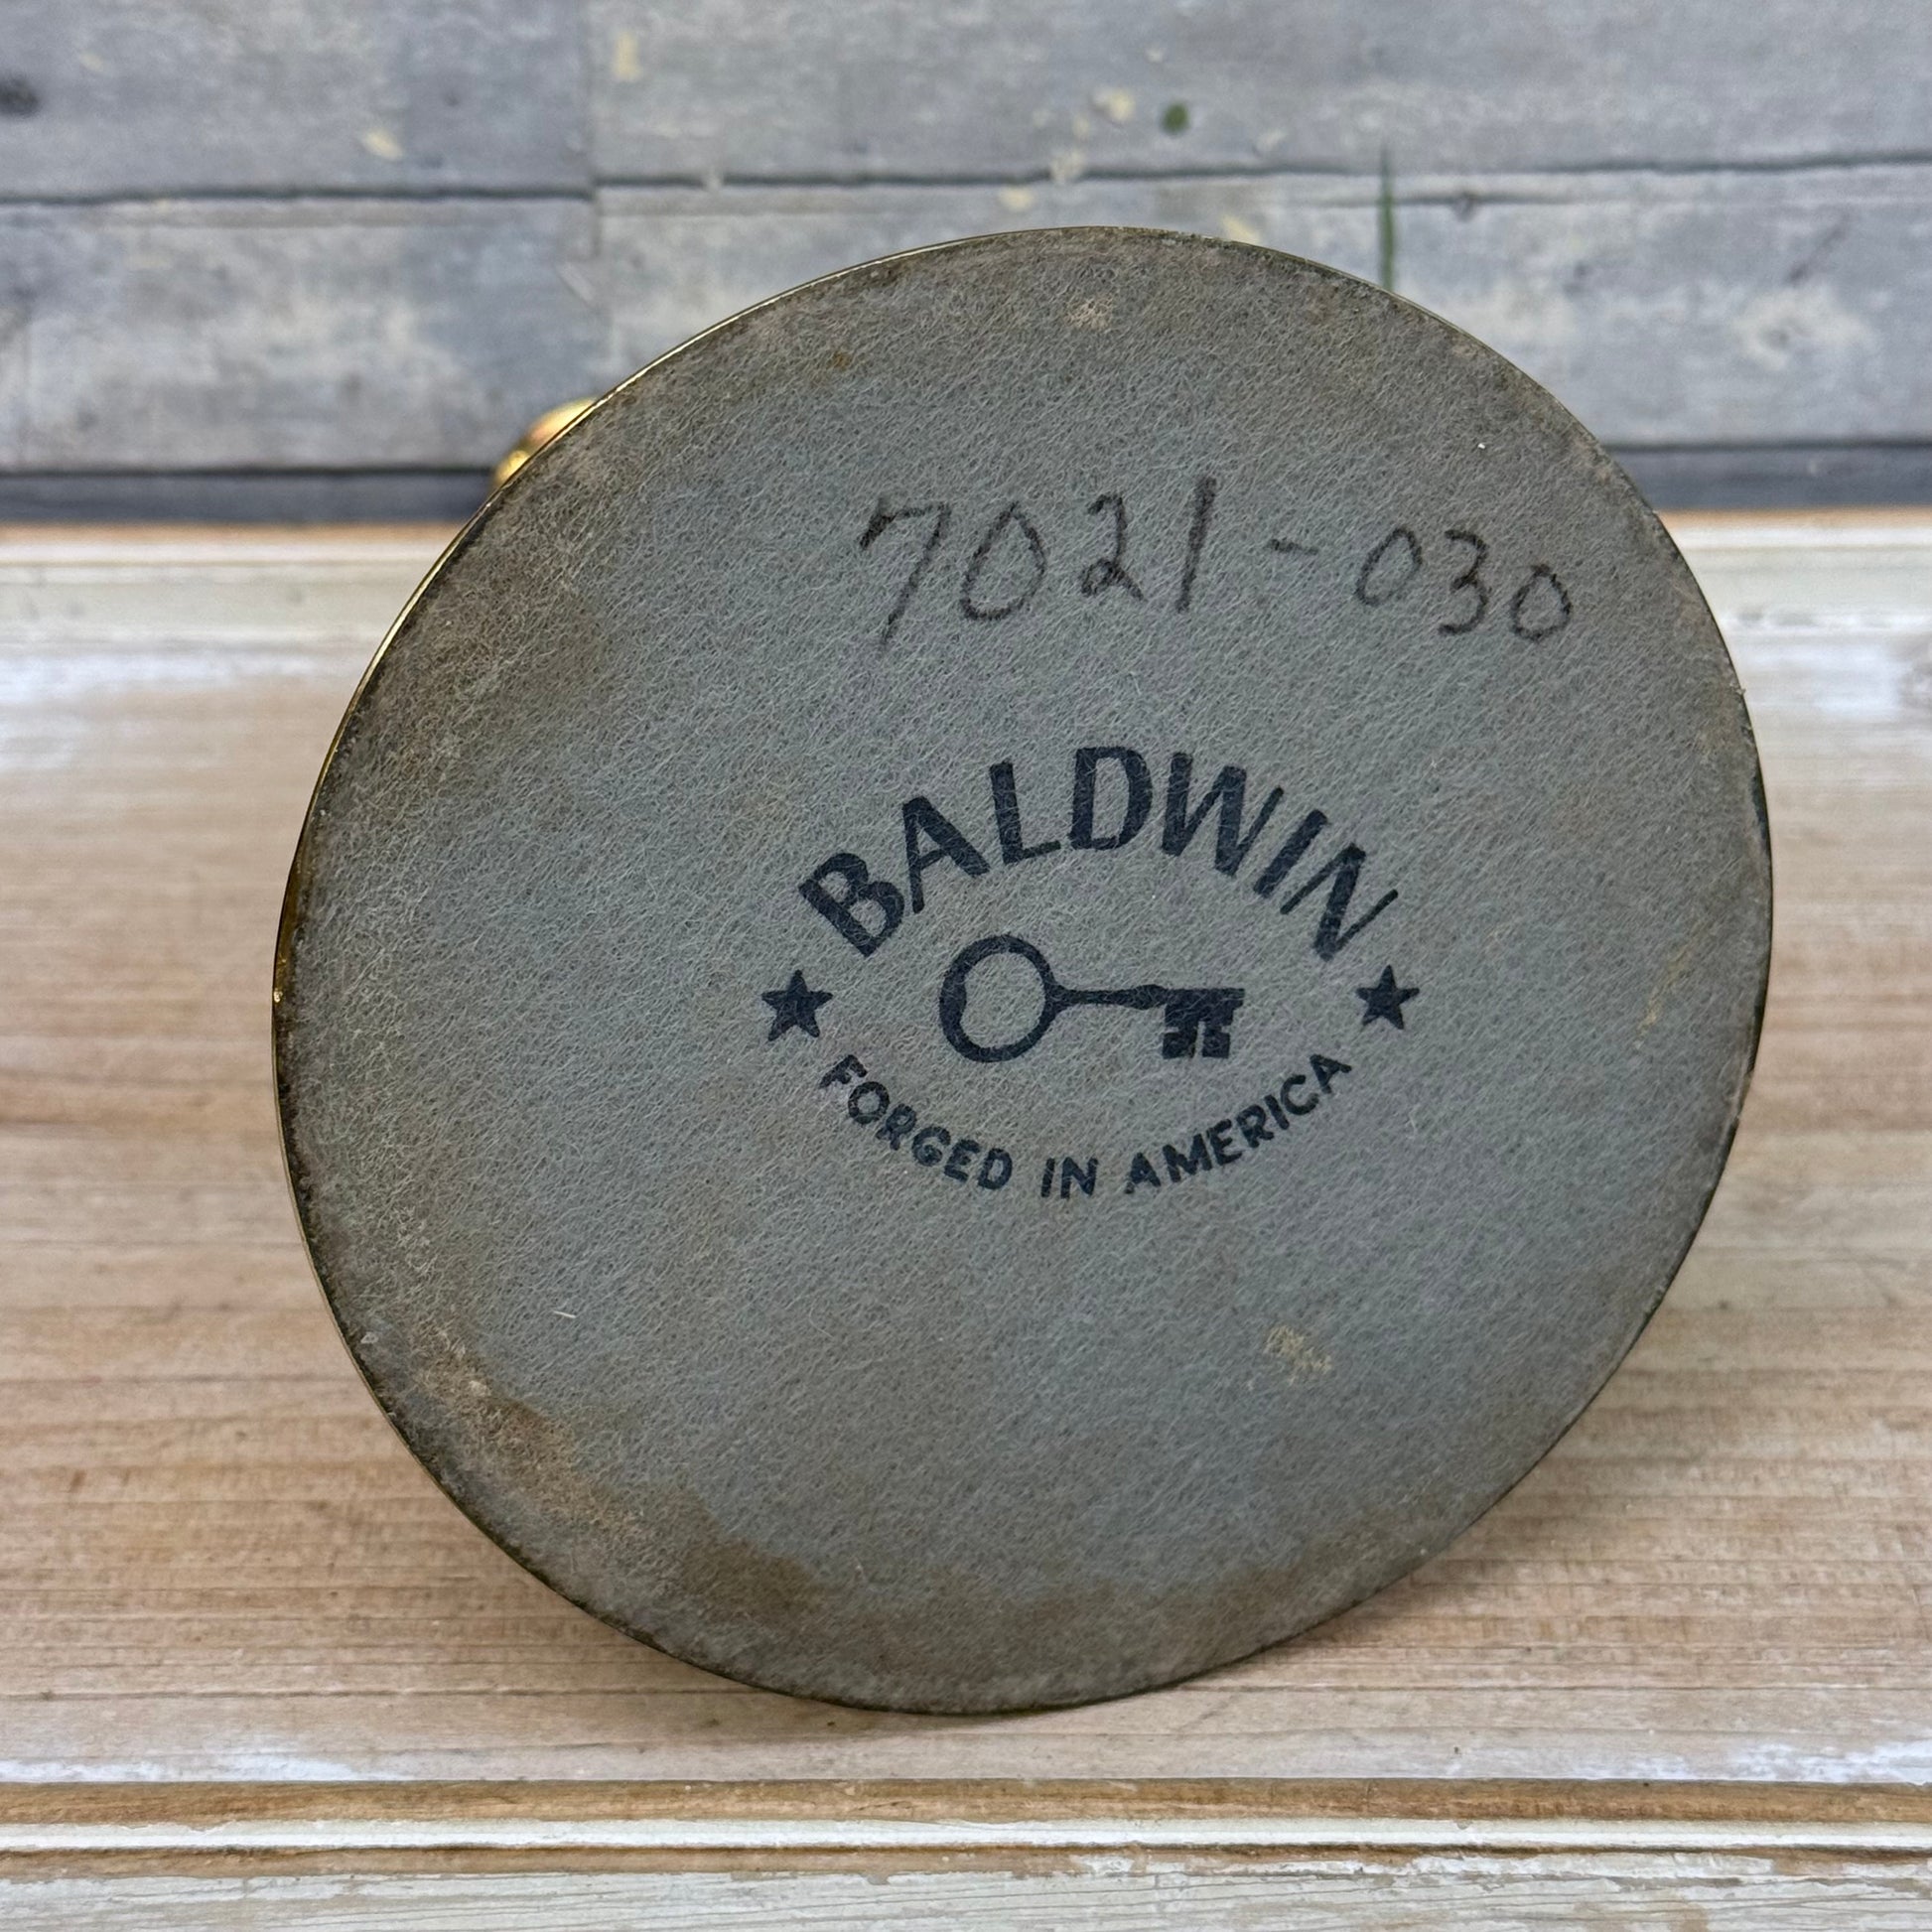 7021-030
BALDWIN
FORGED IN AMERICA